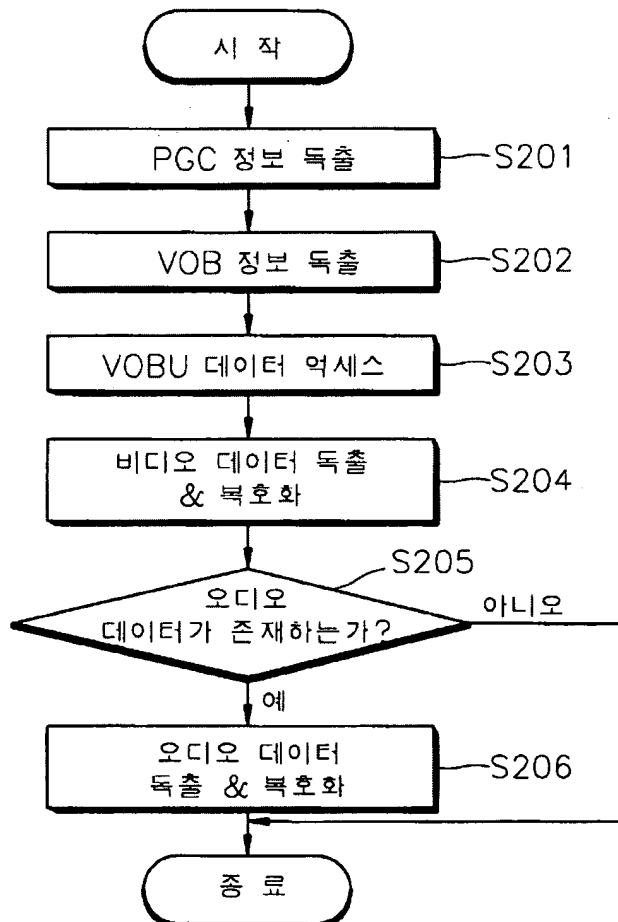 시 작
PGC 정보 독출
S201
VOB 정보 독출
S202
VOBU 데이터 억세스
S203
비디오 데이터 독출
& 복호화
S204
S205
오디오
데이터가 존재하는가?
아니오
예
오디오 데이터
독출 & 복호화
S206
종 료